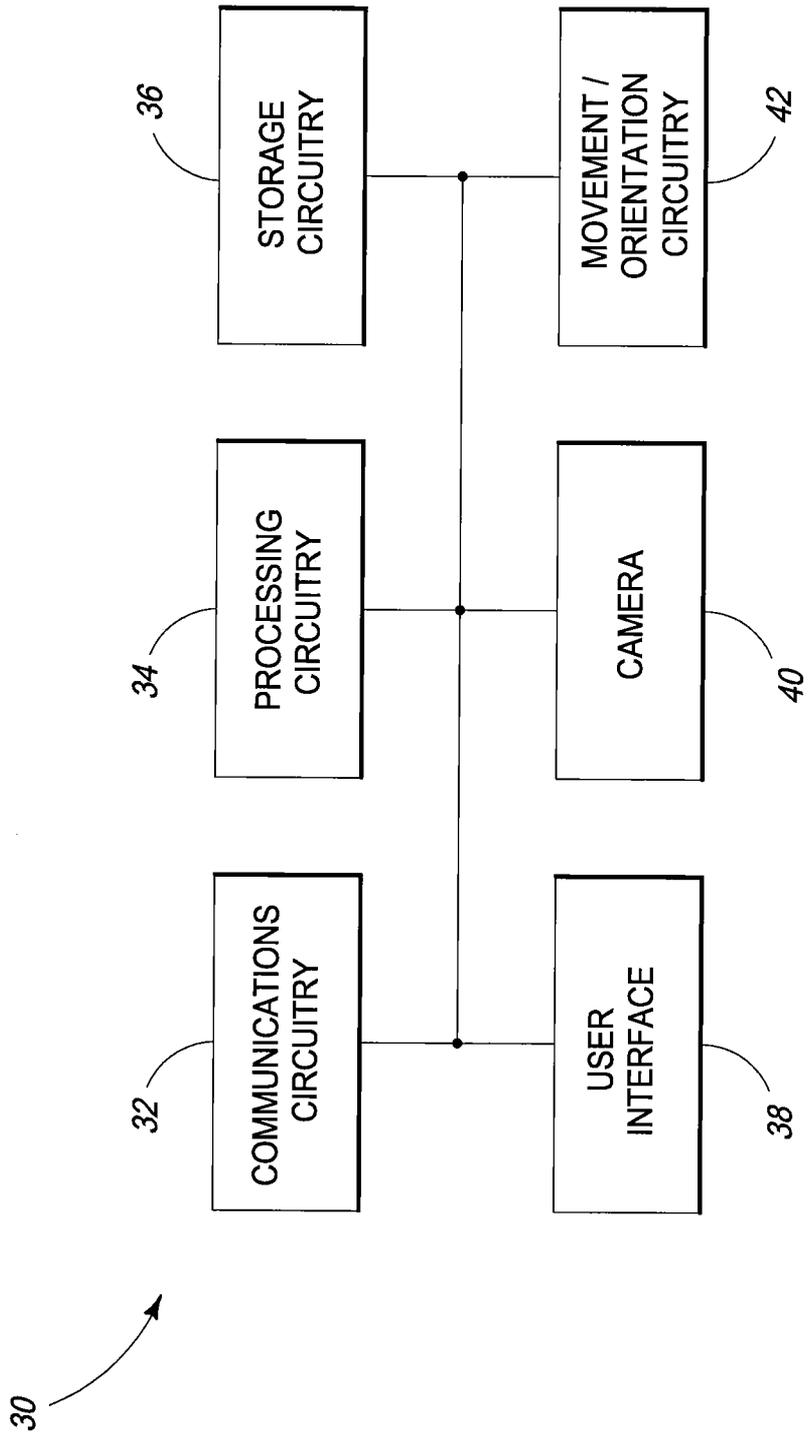 30
32
COMMUNICATIONS
CIRCUITRY
34
PROCESSING
CIRCUITRY
36
STORAGE
CIRCUITRY
USER
INTERFACE
38
CAMERA
40
MOVEMENT /
ORIENTATION
CIRCUITRY
42